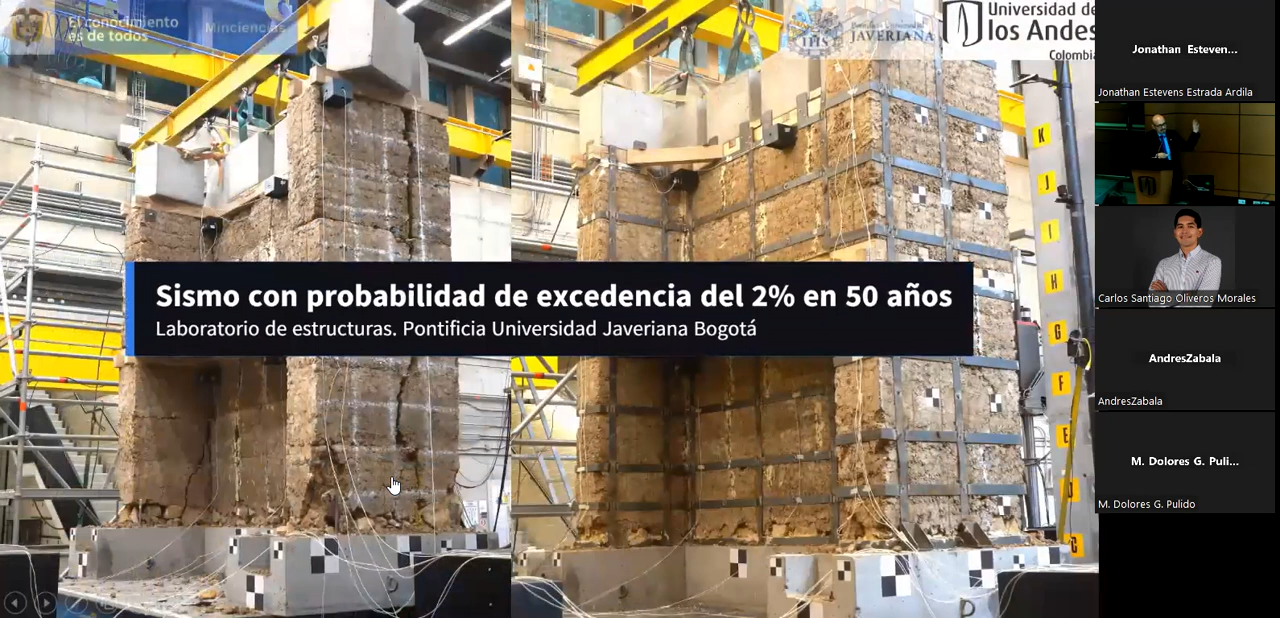 El conocimiento
es de todos
Minciencias
JAVERIANA
Universidad de
los Andes
Colombia
Sismo con probabilidad de excedencia del 2% en 50 años
Laboratorio de estructuras. Pontificia Universidad Javeriana Bogotá
K
J
I
H
G
F
E
D
C
Jonathan Esteven...
Jonathan Estevens Estrada Ardila
Carlos Santiago Oliveros Morales
AndresZabala
AndresZabala
M. Dolores G. Puli...
M. Dolores G. Pulido